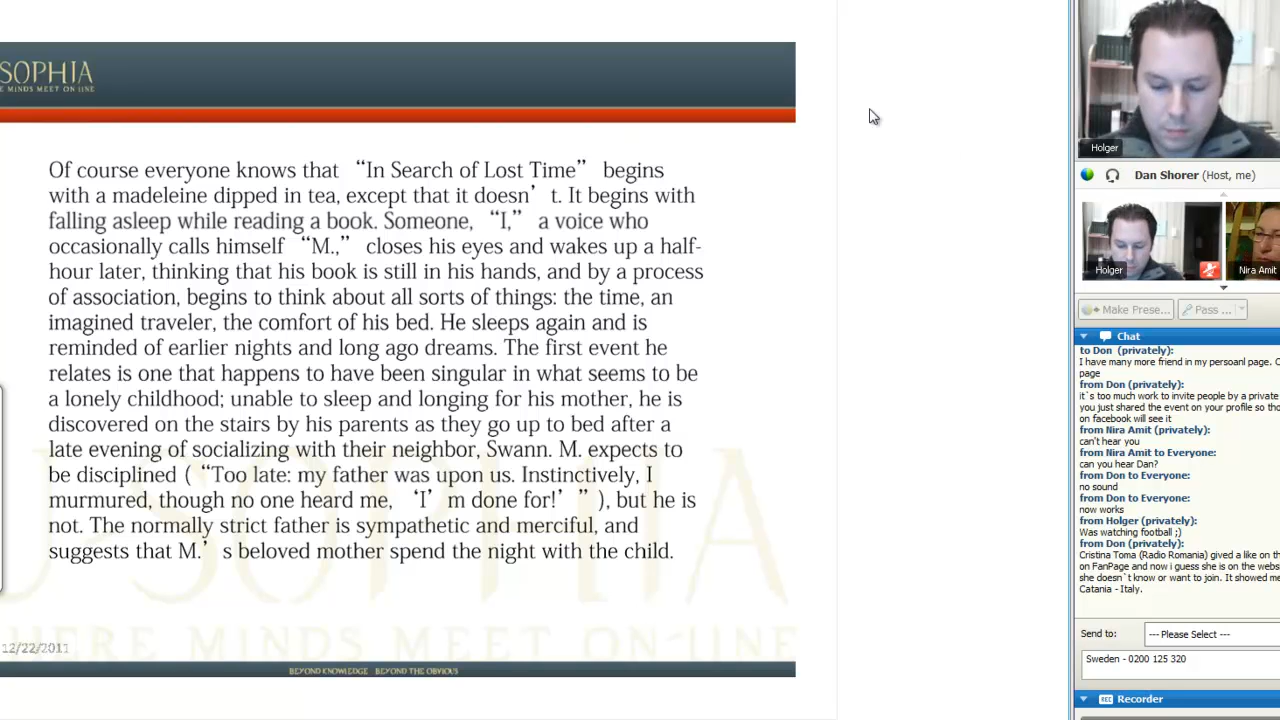 SOPHIA
E MINDS MEET ON LINE
Of course everyone knows that “In Search of Lost Time” begins
with a madeleine dipped in tea, except that it doesn’t. It begins with
falling asleep while reading a book. Someone, “I,” a voice who
occasionally calls himself “M.,” closes his eyes and wakes up a half-
hour later, thinking that his book is still in his hands, and by a process
of association, begins to think about all sorts of things: the time, an
imagined traveler, the comfort of his bed. He sleeps again and is
reminded of earlier nights and long ago dreams. The first event he
relates is one that happens to have been singular in what seems to be
a lonely childhood; unable to sleep and longing for his mother, he is
discovered on the stairs by his parents as they go up to bed after a
late evening of socializing with their neighbor, Swann. M. expects to
be disciplined (“Too late: my father was upon us. Instinctively, I
murmured, though no one heard me, ‘I’m done for!’”), but he is
not. The normally strict father is sympathetic and merciful, and
suggests that M.’s beloved mother spend the night with the child.
O SOPHIA
ERE MINDS MEET ON-LINE
12/22/2011
BEYOND KNOWLEDGE BEYOND THE OBVIOUS
Holger
Dan Shorer (Host, me)
Holger
Nira Amit
Make Prese...
Pass ...
Chat
to Don (privately):
I have many more friend in my persoanl page. C
page
from Don (privately):
it`s too much work to invite people by a private
you just shared the event on your profile so tho
on facebook will see it
from Nira Amit (privately):
can't hear you
from Nira Amit to Everyone:
can you hear Dan?
from Don to Everyone:
no sound
from Don to Everyone:
now works
from Holger (privately):
Was watching football ;)
from Don (privately):
Cristina Toma (Radio Romania) gived a like on th
on FanPage and now i guess she is on the webs
she doesn`t know or want to join. It showed me
Catania - Italy.
Send to:
--- Please Select ---
Sweden - 0200 125 320
REC Recorder